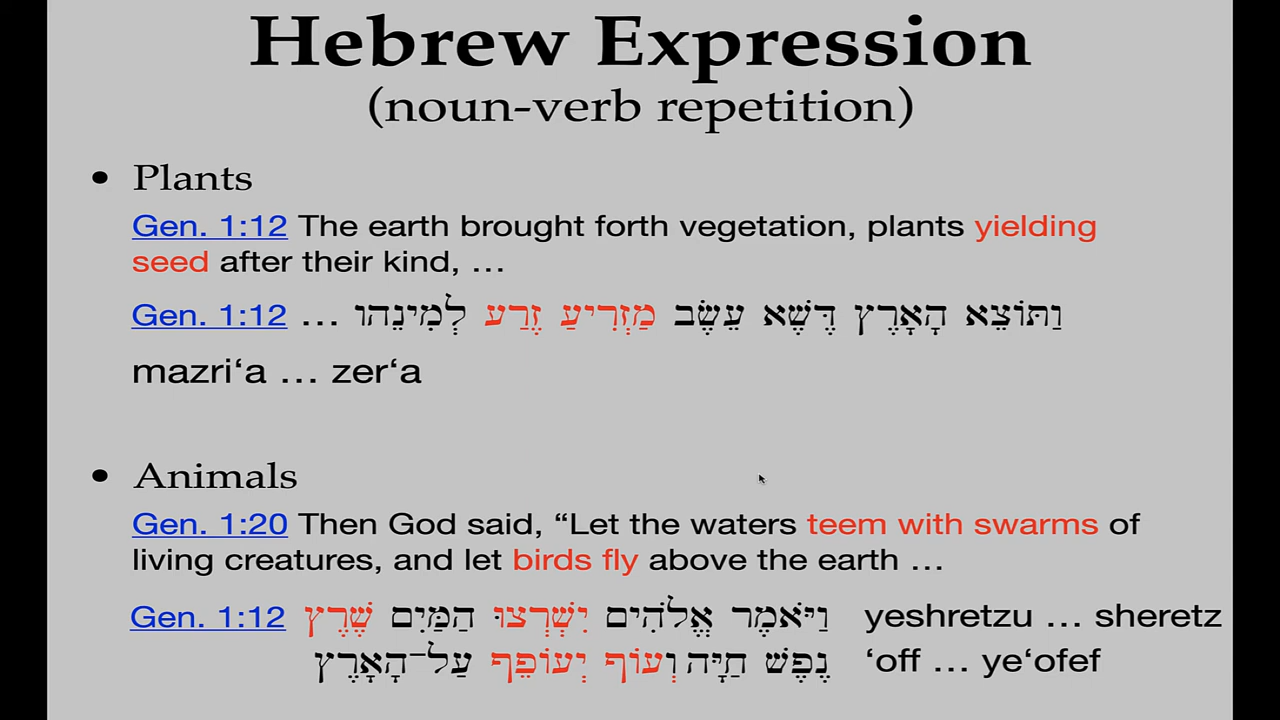 Hebrew Expression
(noun-verb repetition)
• Plants
Gen. 1:12 The earth brought forth vegetation, plants yielding
seed after their kind, …
Gen. 1:12 וַתּוֹצֵא הָאָרֶץ דֶּשֶׁא עֵשֶׂב מַזְרִיעַ זֶרַע לְמִינֵהוּ …
mazri‘a … zer‘a
• Animals
Gen. 1:20 Then God said, “Let the waters teem with swarms of
living creatures, and let birds fly above the earth …
Gen. 1:12 וַיֹּאמֶר אֱלֹהִים יִשְׁרְצוּ הַמַּיִם שֶׁרֶץ yeshretzu … sheretz
נֶפֶשׁ חַיָּה וְעוֹף יְעוֹפֵף עַל־הָאָרֶץ ‘off … ye‘ofef